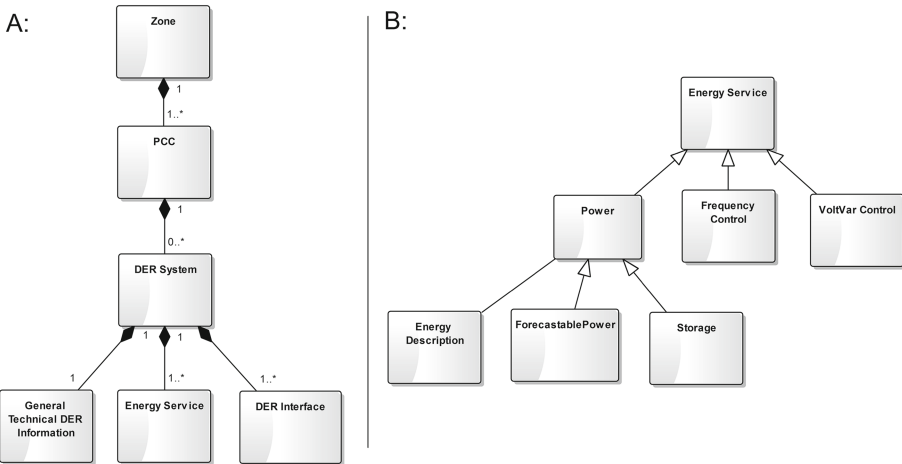 A:
Zone
1
1..*
PCC
1
0..*
DER System
1
1
1
1..*
1..*
General
Technical DER
Information
Energy Service
DER Interface
B:
Energy Service
Power
Frequency
Control
VoltVar Control
Energy
Description
ForecastablePower
Storage